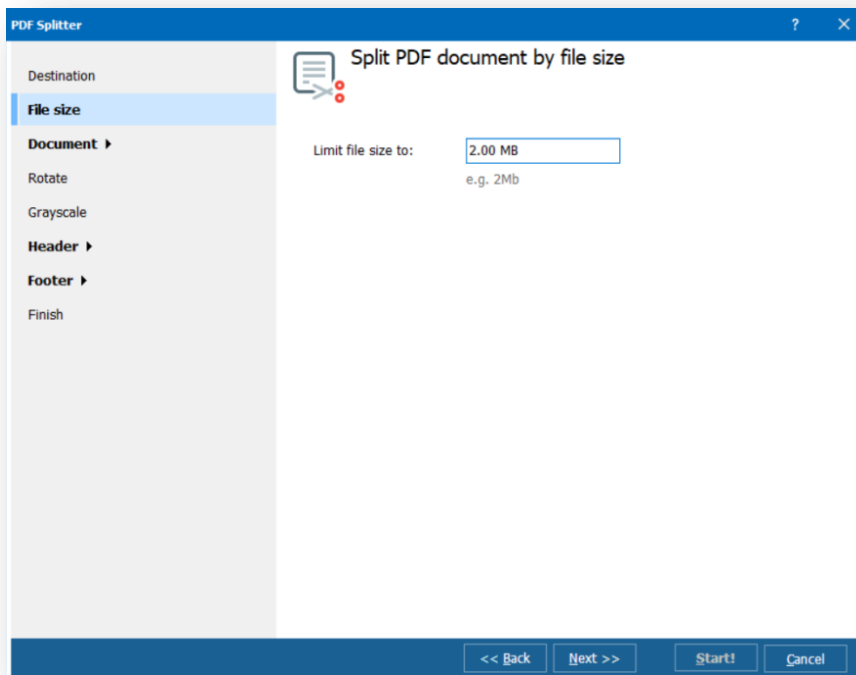 PDF Splitter ?
Destination
File size
Document
Rotate
Grayscale
Header
Footer
Finish
Split PDF document by file size
Limit file size to: 2.00 MB
e.g. 2Mb
<< Back Next >> Start! Cancel